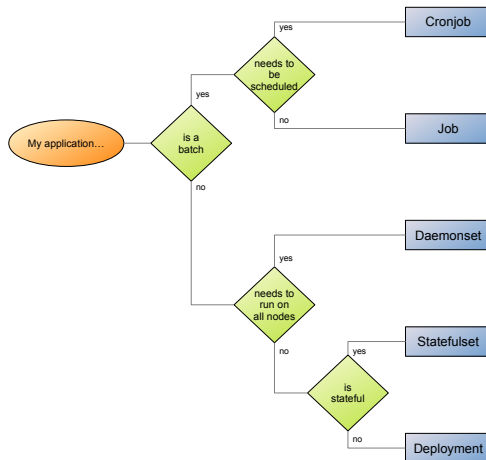 yes
Cronjob
needs to
be
scheduled
yes
no
Job
My application…
is a
batch
no
Daemonset
yes
needs to
run on
all nodes
Statefulset
no
yes
is
stateful
no
Deployment